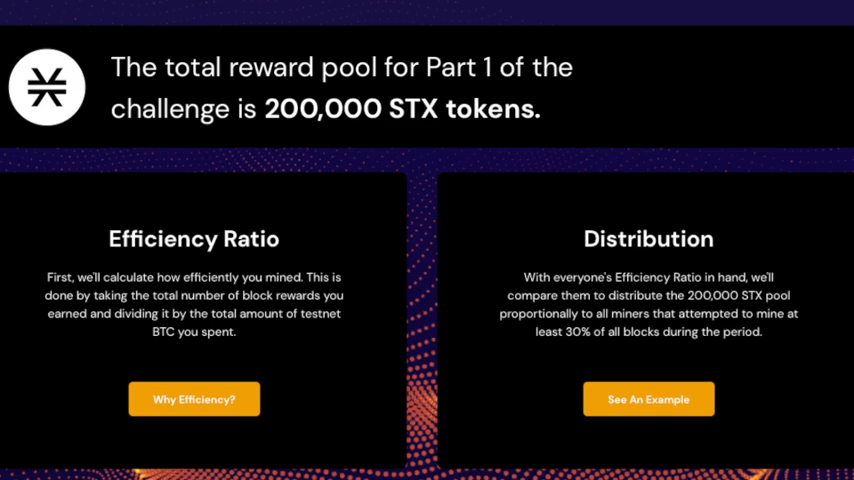 The total reward pool for Part 1 of the
challenge is 200,000 STX tokens.
Efficiency Ratio
First, we'll calculate how efficiently you mined. This is
done by taking the total number of block rewards you
earned and dividing it by the total amount of testnet
BTC you spent.
Why Efficiency?
Distribution
With everyone's Efficiency Ratio in hand, we'll
compare them to distribute the 200,000 STX pool
proportionally to all miners that attempted to mine at
least 30% of all blocks during the period.
See An Example